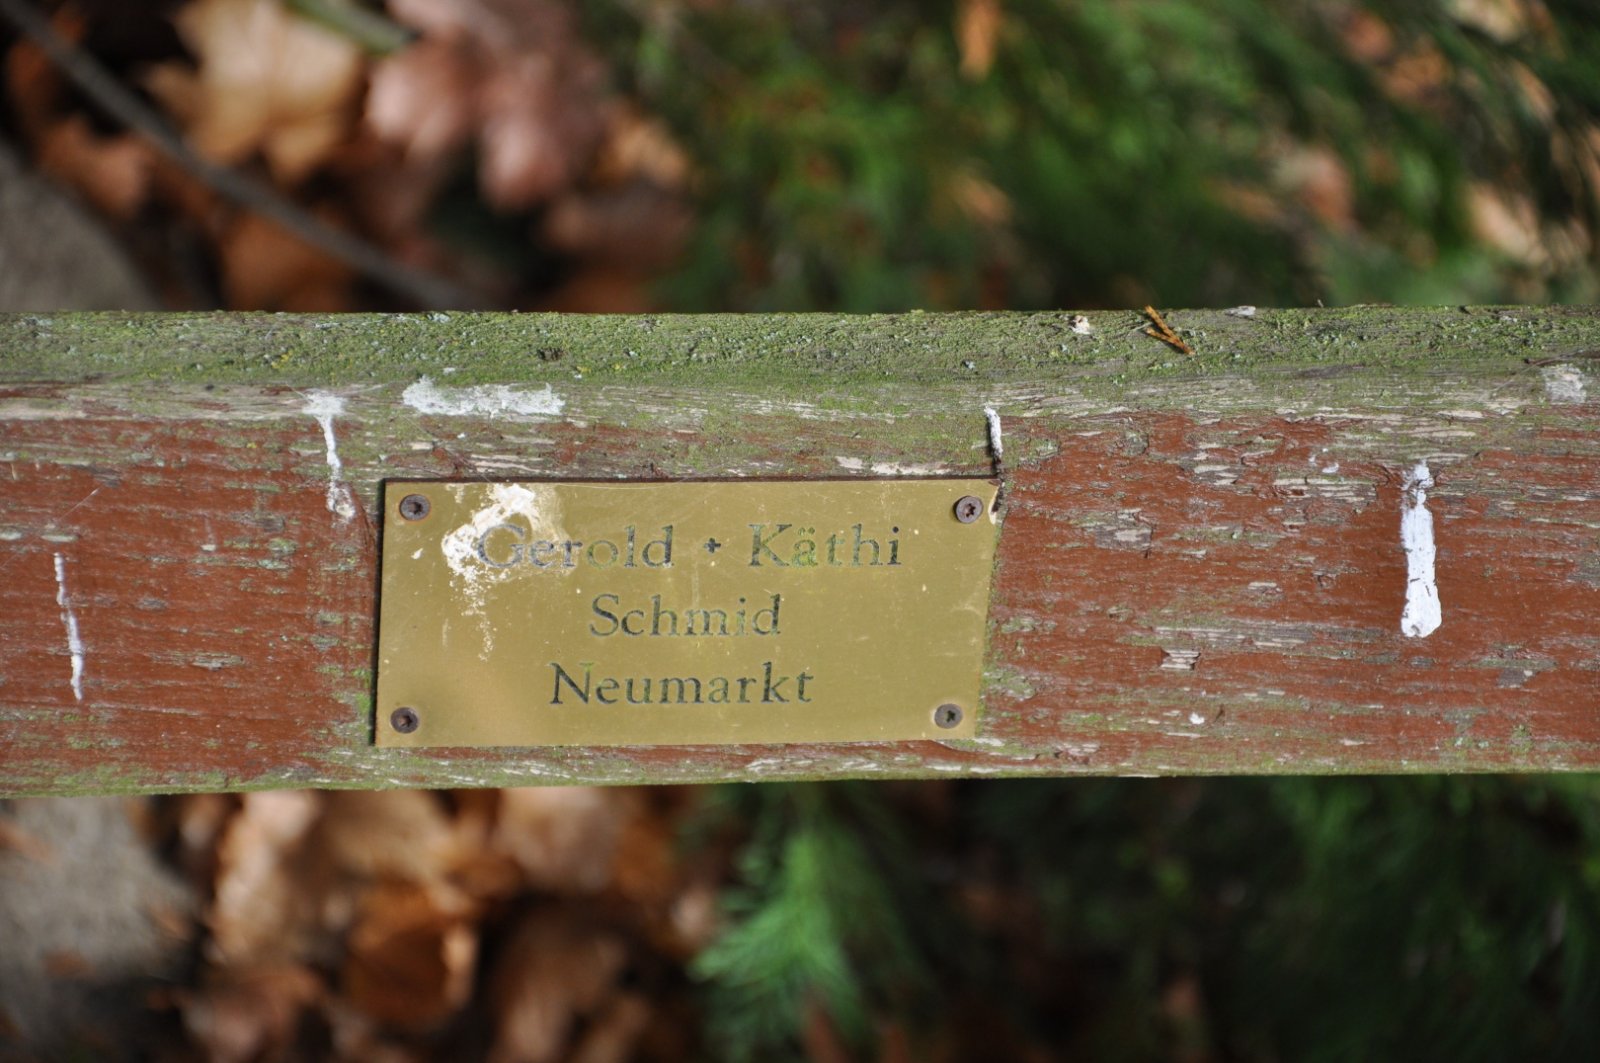 Gerold + Käthi
Schmid
Neumarkt